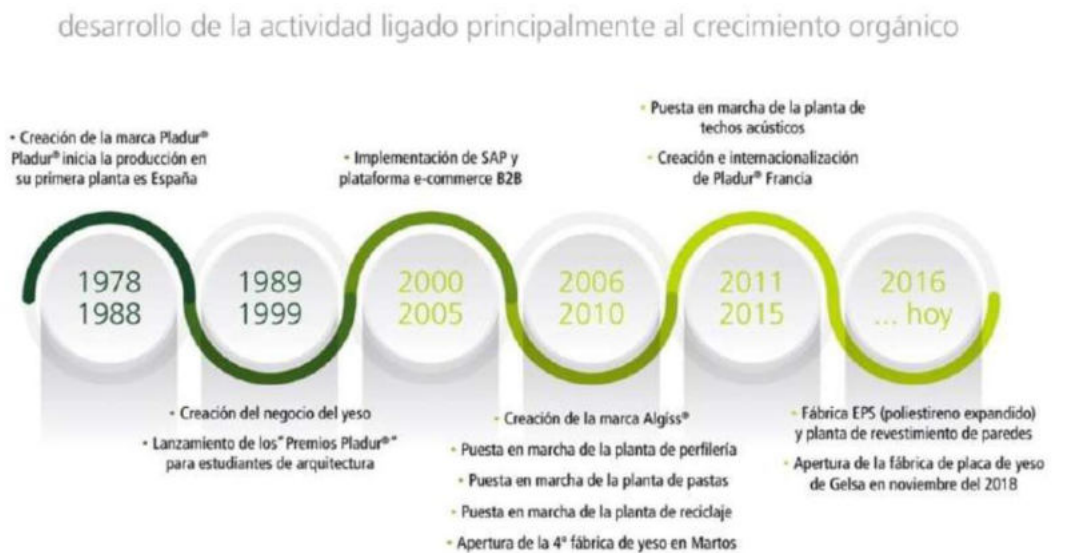 desarrollo de la actividad ligado principalmente al crecimiento orgánico
• Creación de la marca Pladur®
Pladur® inicia la producción en
su primera planta es España
• Implementación de SAP y
plataforma e-commerce B2B
• Puesta en marcha de la planta de
techos acústicos
• Creación e internacionalización
de Pladur® Francia
1978
1988
1989
1999
2000
2005
2006
2010
2011
2015
2016
... hoy
• Creación del negocio del yeso
• Lanzamiento de los "Premios Pladur®"
para estudiantes de arquitectura
• Creación de la marca Algíss®
• Puesta en marcha de la planta de perfilería
• Puesta en marcha de la planta de pastas
• Puesta en marcha de la planta de reciclaje
• Apertura de la 4ª fábrica de yeso en Martos
• Fábrica EPS (poliestireno expandido)
y planta de revestimiento de paredes
• Apertura de la fábrica de placa de yeso
de Gelsa en noviembre del 2018